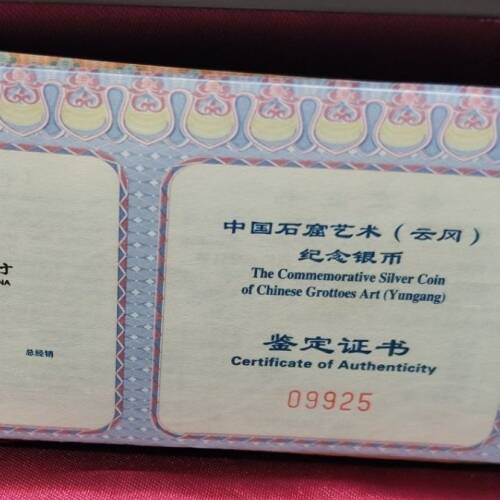 总经销
中国石窟艺术（云冈）
纪念银币
The Commemorative Silver Coin
of Chinese Grottoes Art (Yungang)
鉴定证书
Certificate of Authenticity
09925